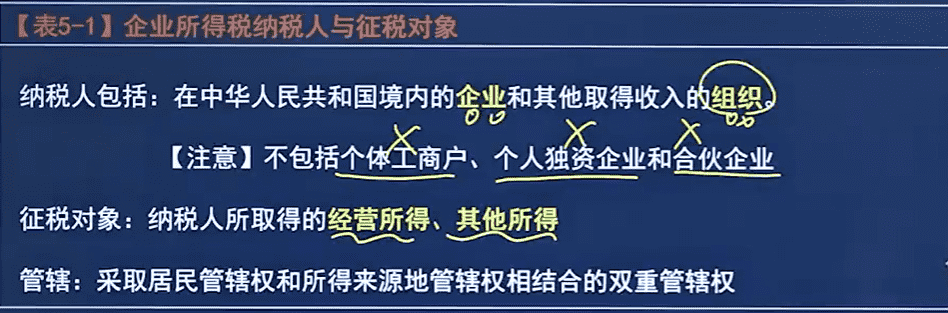 【表5-1】企业所得税纳税人与征税对象
纳税人包括：在中华人民共和国境内的企业和其他取得收入的组织。
【注意】不包括个体工商户、个人独资企业和合伙企业
征税对象：纳税人所取得的经营所得、其他所得
管辖：采取居民管辖权和所得来源地管辖权相结合的双重管辖权